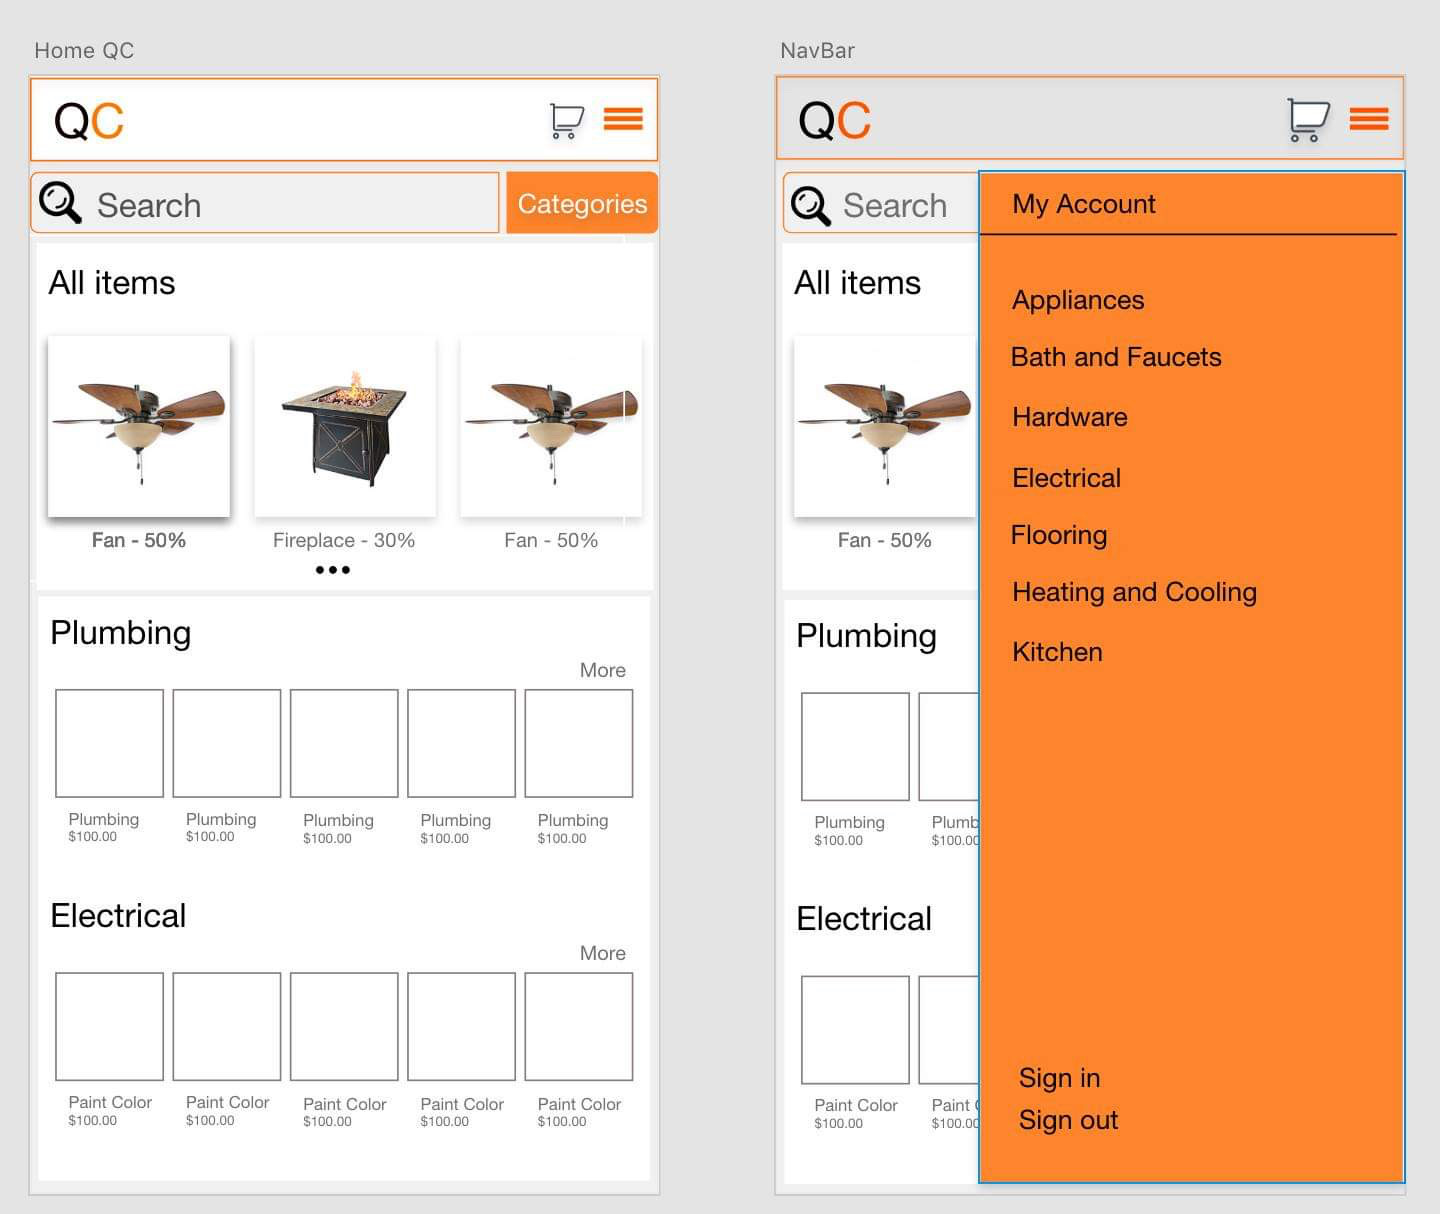 Home QC
QC
Search
Categories
All items
Fan - 50%
Fireplace - 30%
Fan - 50%
Plumbing
More
Plumbing
$100.00
Plumbing
$100.00
Plumbing
$100.00
Plumbing
$100.00
Plumbing
$100.00
Electrical
More
Paint Color
$100.00
Paint Color
$100.00
Paint Color
$100.00
Paint Color
$100.00
Paint Color
$100.00
NavBar
QC
Search
All items
Fan - 50%
Plumbing
Plumbing
$100.00
Plumb
$100.00
Electrical
Paint Color
$100.00
Paint
$100.00
My Account
Appliances
Bath and Faucets
Hardware
Electrical
Flooring
Heating and Cooling
Kitchen
Sign in
Sign out